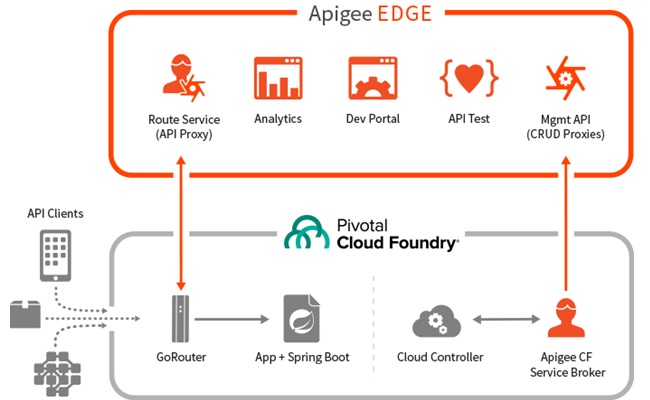 Apigee EDGE
Route Service
(API Proxy)
Analytics
Dev Portal
API Test
Mgmt API
(CRUD Proxies)
API Clients
Pivotal
Cloud Foundry®
GoRouter
App + Spring Boot
Cloud Controller
Apigee CF
Service Broker